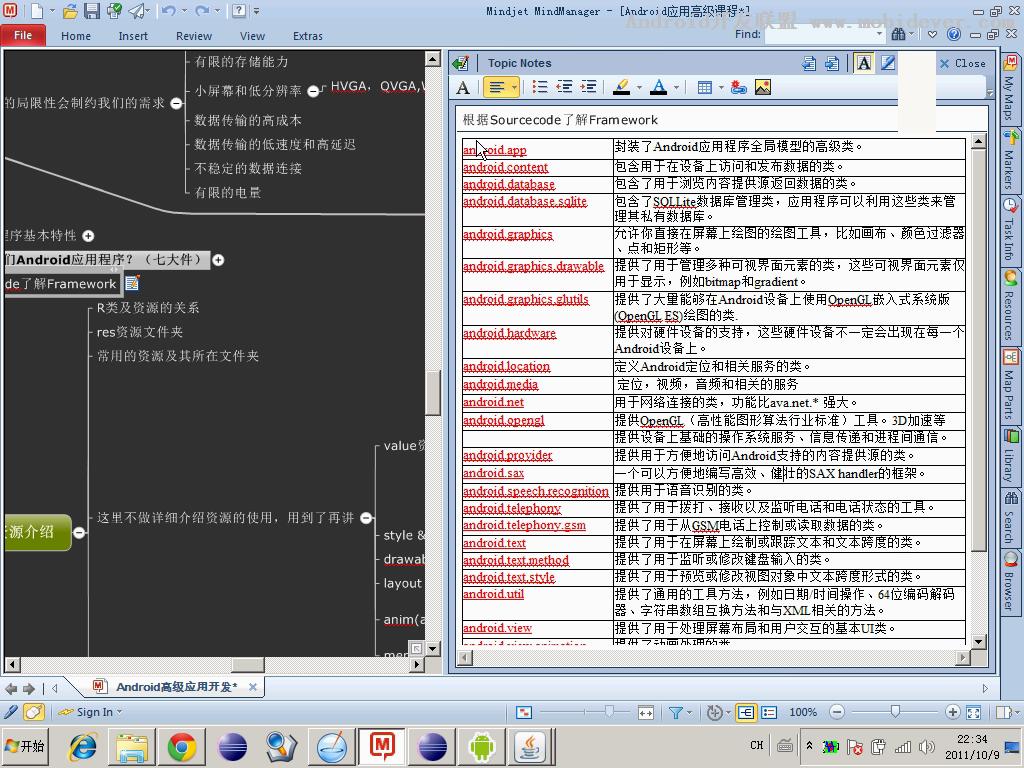 Mindjet MindManager - [Android应用高级课程*]
Android开发联盟 www.mobidever.com
File
Home
Insert
Review
View
Extras
Find:
有限的存储能力
的局限性会制约我们的需求
小屏幕和低分辨率
HVGA，QVGA,
数据传输的高成本
数据传输的低速度和高延迟
不稳定的数据连接
有限的电量
程序基本特性
们Android应用程序？（七大件）
de了解Framework
R类及资源的关系
res资源文件夹
常用的资源及其所在文件夹
value
这里不做详细介绍资源的使用，用到了再讲
源介绍
style &
drawab
layout
anim(a
Topic Notes
Close
根据Sourcecode了解Framework
android.app 封装了Android应用程序全局模型的高级类。
android.content 包含用于在设备上访问和发布数据的类。
android.database 包含了用于浏览内容提供源返回数据的类。
android.database.sqlite 包含了SQLLite数据库管理类，应用程序可以利用这些类来管
理其私有数据库。
android.graphics 允许你直接在屏幕上绘图的绘图工具，比如画布、颜色过滤器
、点和矩形等。
android.graphics.drawable 提供了用于管理多种可视界面元素的类，这些可视界面元素仅
用于显示，例如bitmap和gradient。
android.graphics.glutils 提供了大量能够在Android设备上使用OpenGL嵌入式系统版
(OpenGL ES)绘图的类.
android.hardware 提供对硬件设备的支持，这些硬件设备不一定会出现在每一个
Android设备上。
android.location 定义Android定位和相关服务的类。
android.media 定位，视频，音频和相关的服务
android.net 用于网络连接的类，功能比ava.net.* 强大。
android.opengl 提供OpenGL（高性能图形算法行业标准）工具。3D加速等
提供设备上基础的操作系统服务、信息传递和进程间通信。
android.provider 提供用于方便地访问Android支持的内容提供源的类。
android.sax 一个可以方便地编写高效、健壮的SAX handler的框架。
android.speech.recognition 提供用于语音识别的类。
android.telephony 提供了用于拨打、接收以及监听电话和电话状态的工具。
android.telephony.gsm 提供了用于从GSM电话上控制或读取数据的类。
android.text 提供了用于在屏幕上绘制或跟踪文本和文本跨度的类。
android.text.method 提供了用于监听或修改键盘输入的类。
android.text.style 提供了用于预览或修改视图对象中文本跨度形式的类。
android.util 提供了通用的工具方法，例如日期/时间操作、64位编码解码
器、字符串数组互换方法和与XML相关的方法。
android.view 提供了用于处理屏幕布局和用户交互的基本UI类。
My Maps
Markers
Task Info
Resources
Map Parts
Library
Search
Browser
Android高级应用开发*
Sign In
100%
开始
CH
22:34
2011/10/9